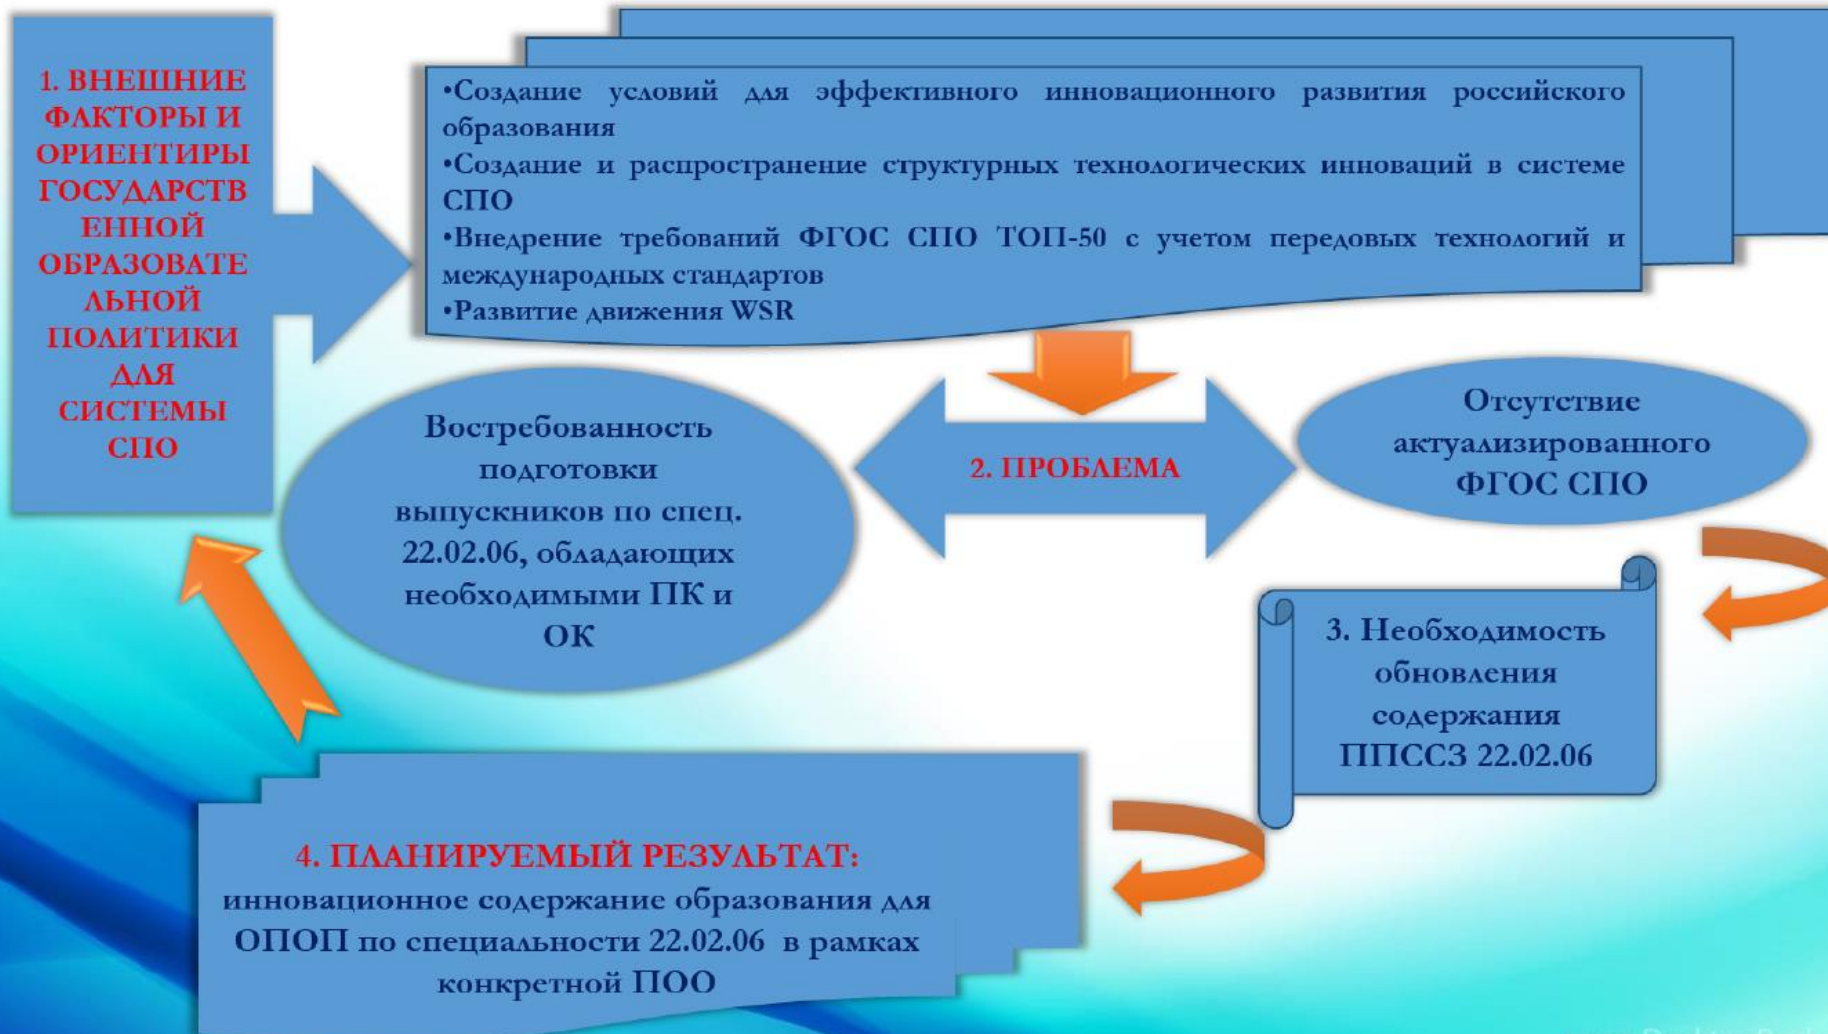 1. ВНЕШНИЕ
ФАКТОРЫ И
ОРИЕНТИРЫ
ГОСУДАРСТВ
ЕННОЙ
ОБРАЗОВАТЕ
ЛЬНОЙ
ПОЛИТИКИ
ДЛЯ
СИСТЕМЫ
СПО
•Создание условий для эффективного инновационного развития российского
образования
•Создание и распространение структурных технологических инноваций в системе
СПО
•Внедрение требований ФГОС СПО ТОП-50 с учетом передовых технологий и
международных стандартов
•Развитие движения WSR
Востребованность
подготовки
выпускников по спец.
22.02.06, обладающих
необходимыми ПК и
ОК
2. ПРОБЛЕМА
Отсутствие
актуализированного
ФГОС СПО
3. Необходимость
обновления
содержания
ППССЗ 22.02.06
4. ПЛАНИРУЕМЫЙ РЕЗУЛЬТАТ:
инновационное содержание образования для
ОПОП по специальности 22.02.06 в рамках
конкретной ПОО